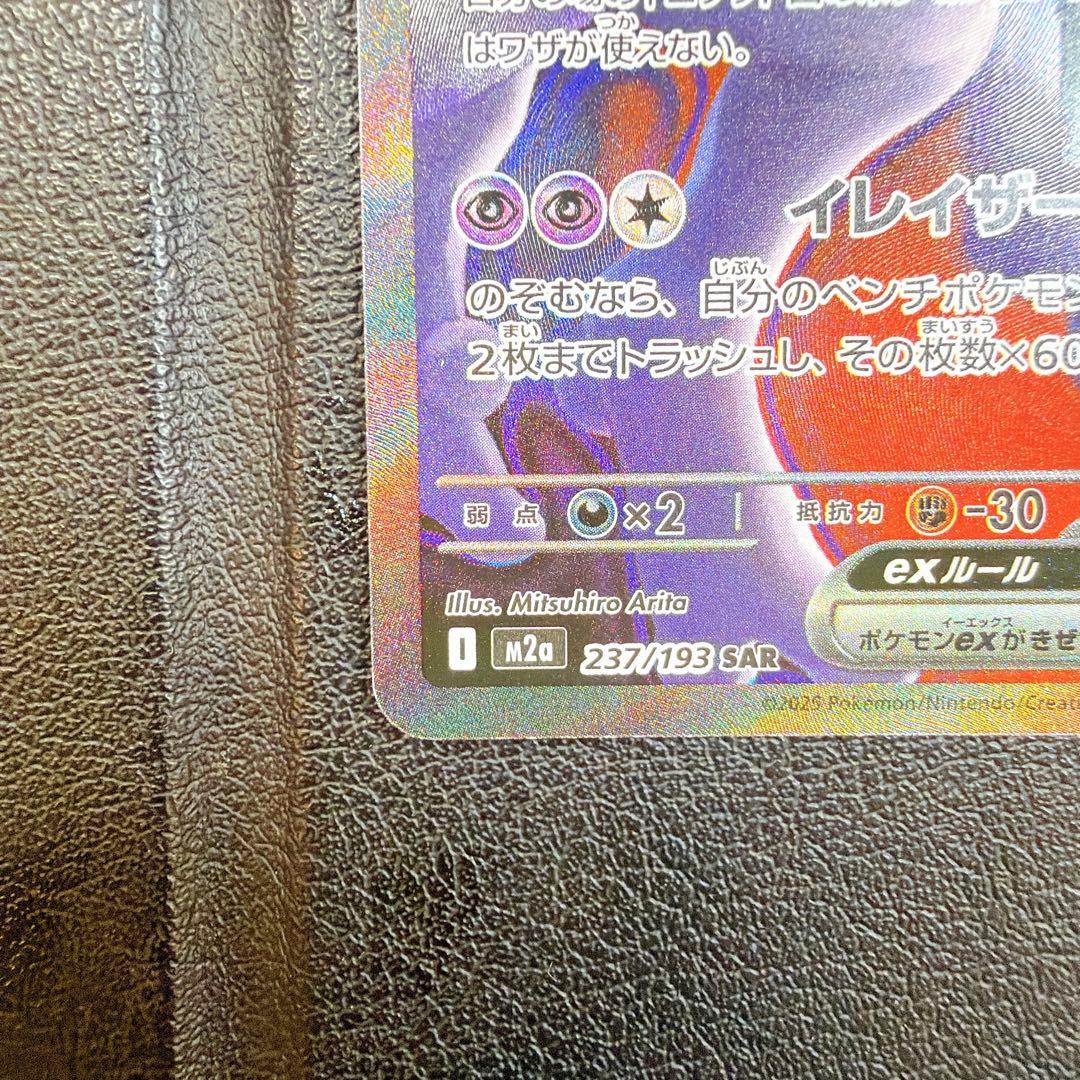 はワザが使えない。
つか
イレイザー
じぶん
のぞむなら、自分のベンチポケモン
まい まいすう
2枚までトラッシュし、その枚数×60
弱点 ×2 抵抗力 -30
exルール
Illus. Mitsuhiro Arita
イーエックス
ポケモンexがきぜ
I M2a 237/193 SAR
©2025 Pokémon/Nintendo/Creat